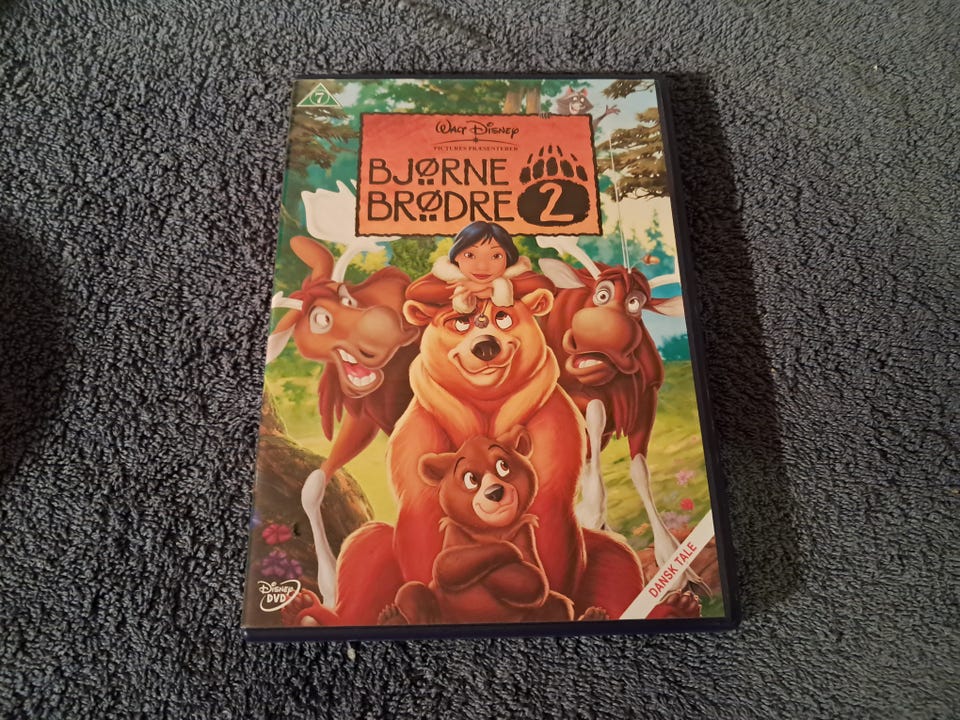 7
WALT DISNEY
PICTURES PRÆSENTERER
BJØRNE
BRØDRE 2
DANSK TALE
DISNEY
DVD